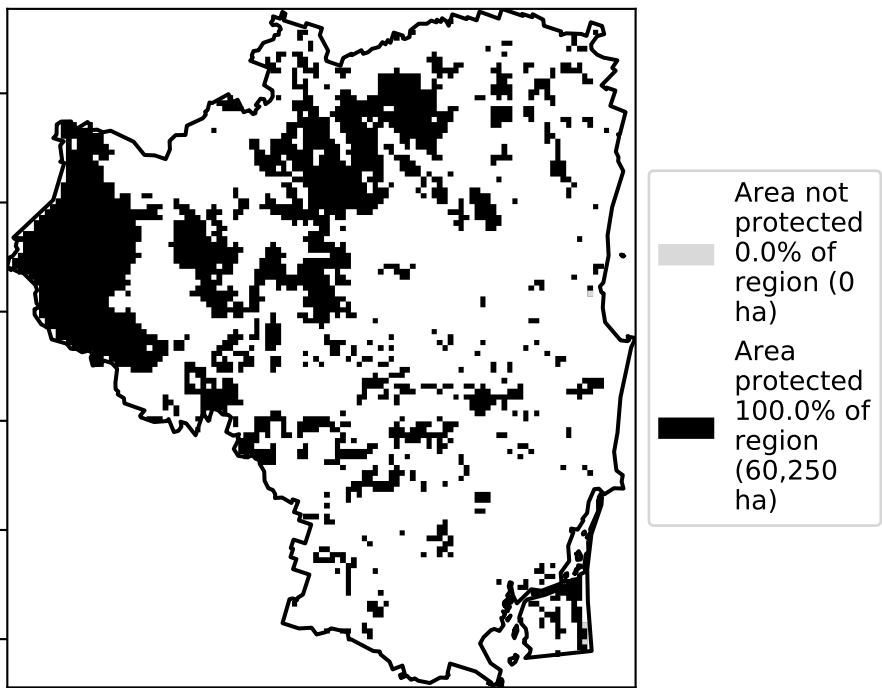 Area not
protected
0.0% of
region (0
ha)
Area
protected
100.0% of
region
(60,250
ha)